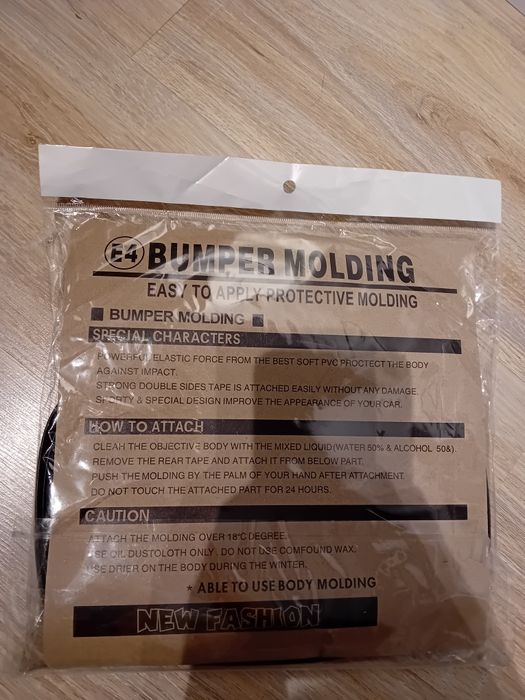 E4 BUMPER MOLDING
EASY TO APPLY PROTECTIVE MOLDING
BUMPER MOLDING
SPECIAL CHARACTERS
POWERFUL ELASTIC FORCE FROM THE BEST SOFT PVC PROCTECT THE BODY
AGAINST IMPACT.
STRONG DOUBLE SIDES TAPE IS ATTACHED EASILY WITHOUT ANY DAMAGE.
SPORTY & SPECIAL DESIGN IMPROVE THE APPEARANCE OF YOUR CAR.
HOW TO ATTACH
CLEAH THE OBJECTIVE BODY WITH THE MIXED LIQUID(WATER 50% & ALCOHOL 50&).
REMOVE THE REAR TAPE AND ATTACH IT FROM BELOW PART.
PUSH THE MOLDING BY THE PALM OF YOUR HAND AFTER ATTACHMENT.
DO NOT TOUCH THE ATTACHED PART FOR 24 HOURS.
CAUTION
ATTACH THE MOLDING OVER 18°C DEGREE.
USE OIL DUSTOLOTH ONLY . DO NOT USE COMFOUND WAX.
USE DRIER ON THE BODY DURING THE WINTER.
* ABLE TO USE BODY MOLDING
NEW FASHION